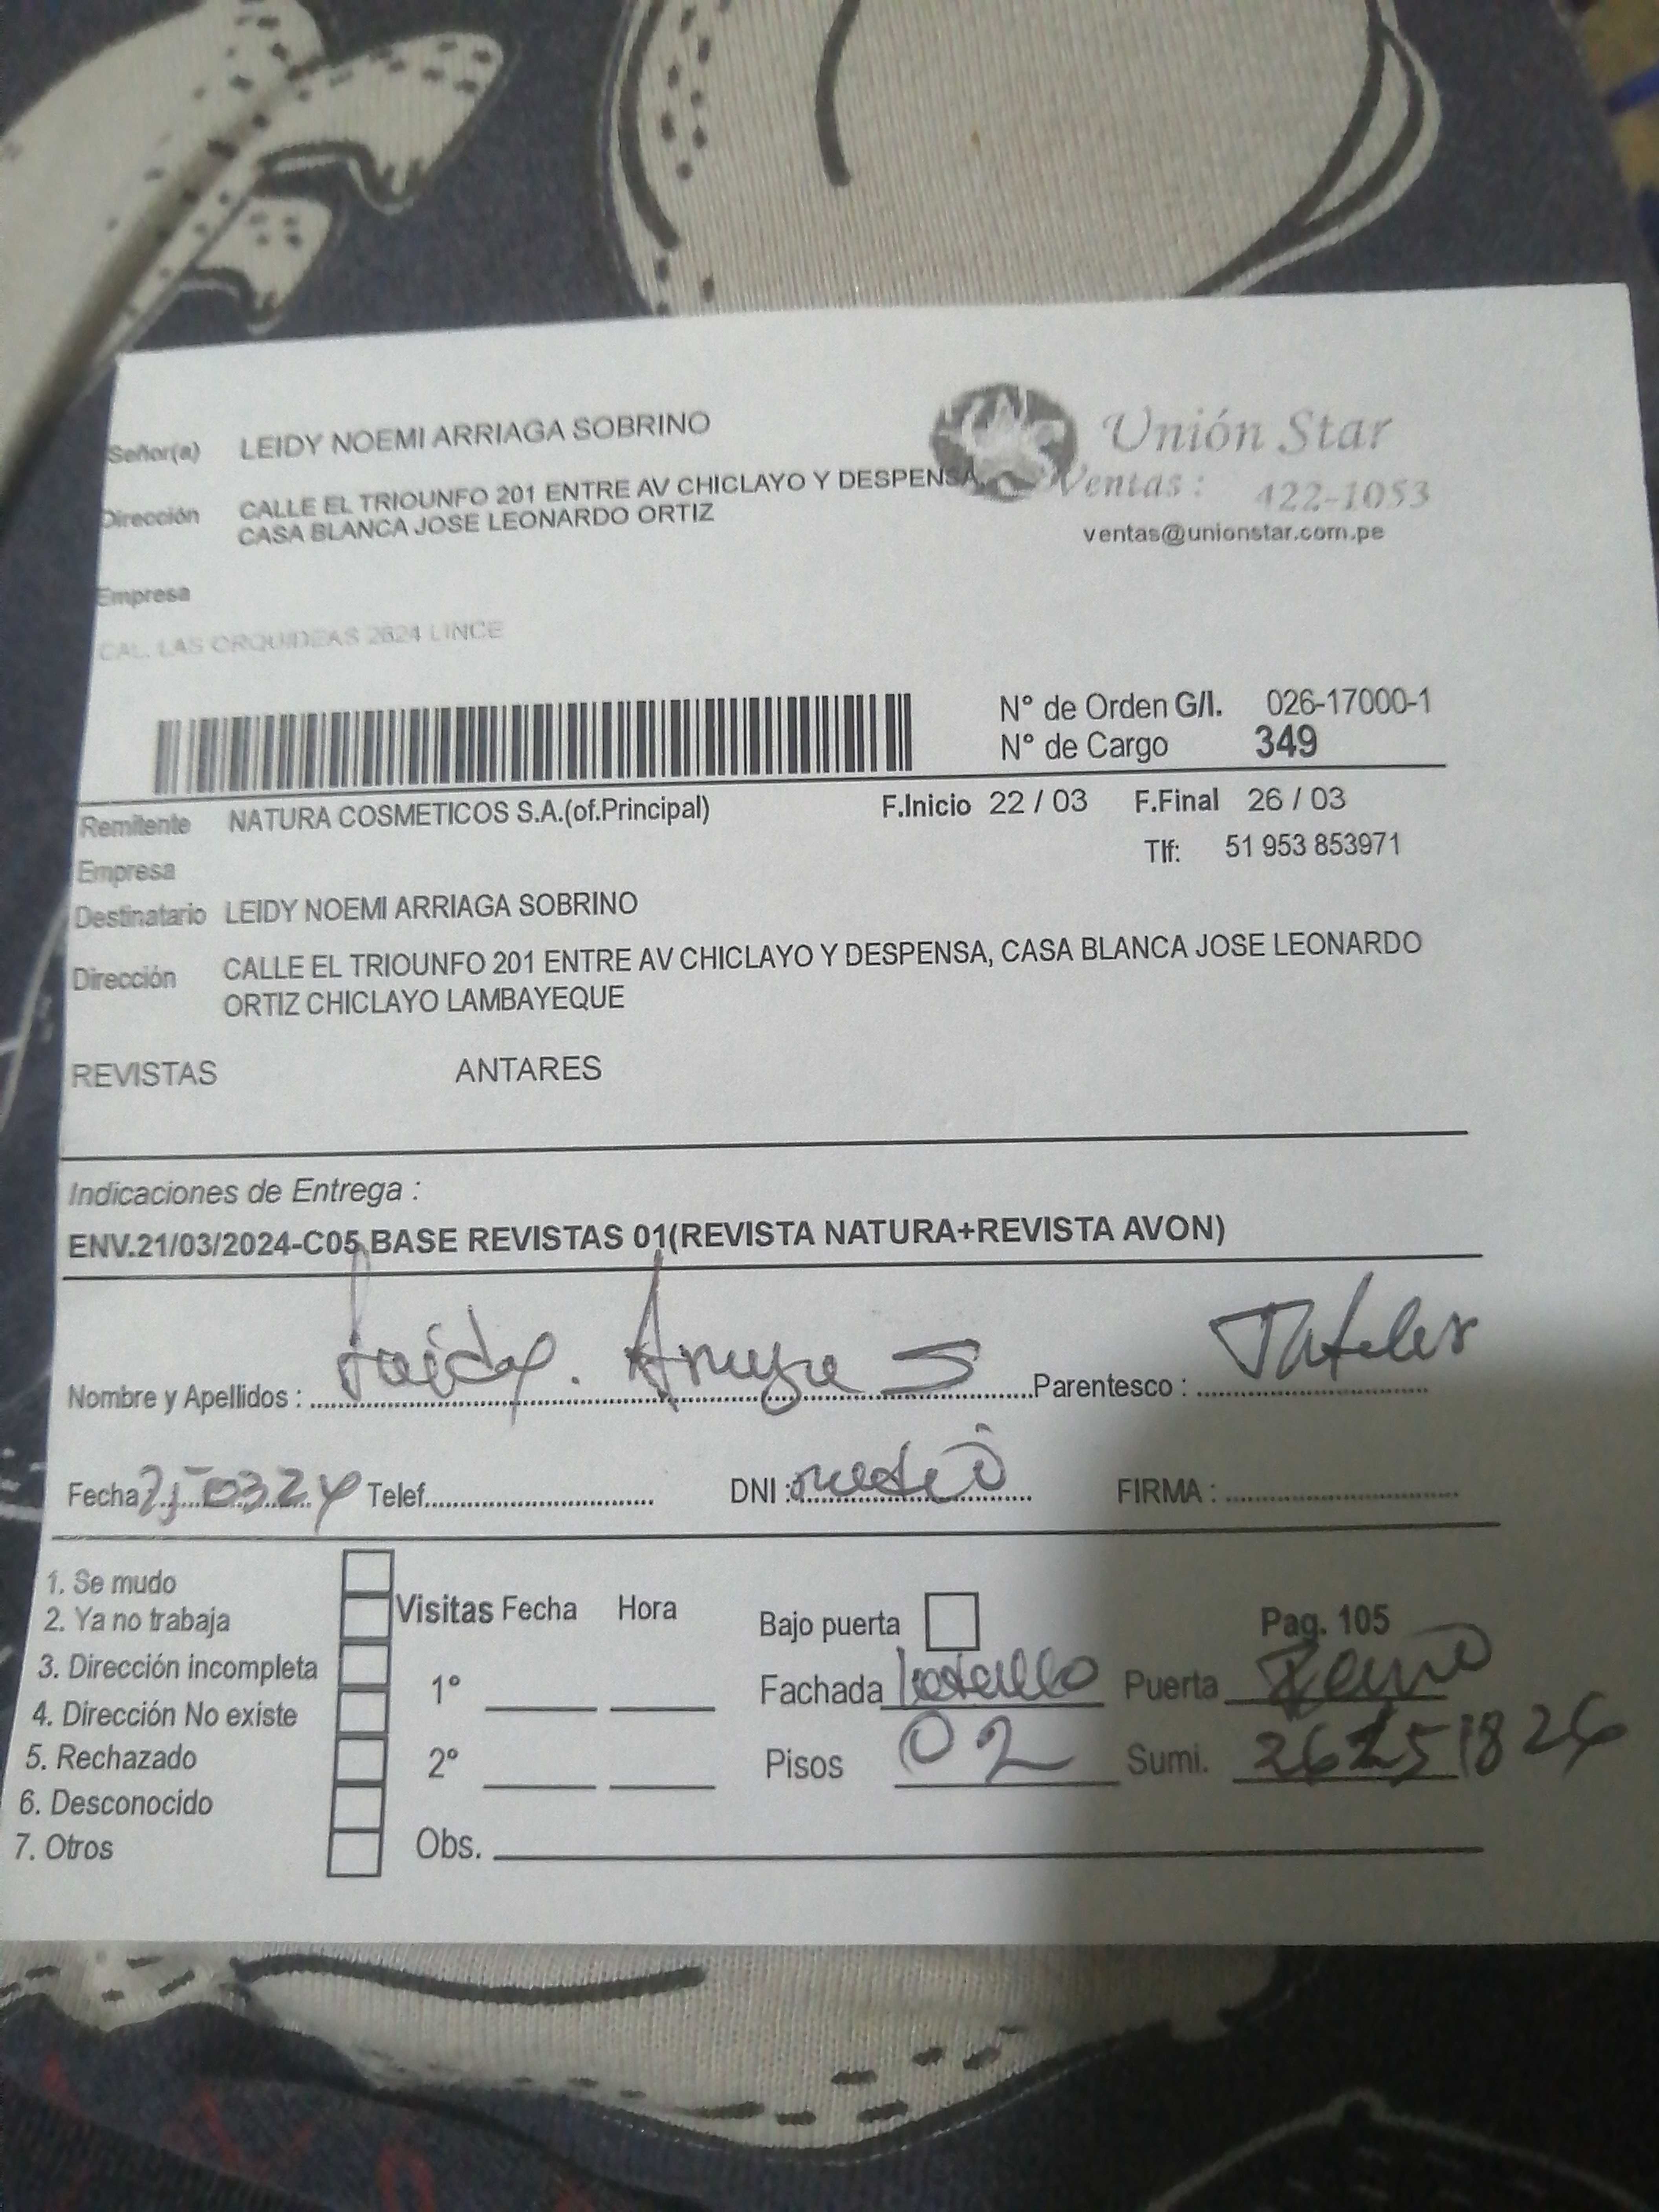 Señor(a) LEIDY NOEMI ARRIAGA SOBRINO
Unión Star
Ventas : 422-1053
ventas@unionstar.com.pe
Dirección CALLE EL TRIOUNFO 201 ENTRE AV CHICLAYO Y DESPENSA,
CASA BLANCA JOSE LEONARDO ORTIZ
Empresa
CAL. LAS ORQUIDEAS 2624 LINCE
N° de Orden G/I. 026-17000-1
N° de Cargo 349
Remitente NATURA COSMETICOS S.A.(of.Principal) F.Inicio 22 / 03 F.Final 26 / 03
Tlf: 51 953 853971
Empresa
Destinatario LEIDY NOEMI ARRIAGA SOBRINO
Dirección CALLE EL TRIOUNFO 201 ENTRE AV CHICLAYO Y DESPENSA, CASA BLANCA JOSE LEONARDO
ORTIZ CHICLAYO LAMBAYEQUE
REVISTAS ANTARES
Indicaciones de Entrega :
ENV.21/03/2024-C05 BASE REVISTAS 01(REVISTA NATURA+REVISTA AVON)
Nombre y Apellidos : Leidy. S Parentesco :
Fecha 25-0324 Telef. DNI : FIRMA :
1. Se mudo
2. Ya no trabaja
3. Dirección incompleta
4. Dirección No existe
5. Rechazado
6. Desconocido
7. Otros
Visitas Fecha Hora
1°
2°
Obs.
Bajo puerta Pag. 105
Fachada Puerta
Pisos 02 Sumi.